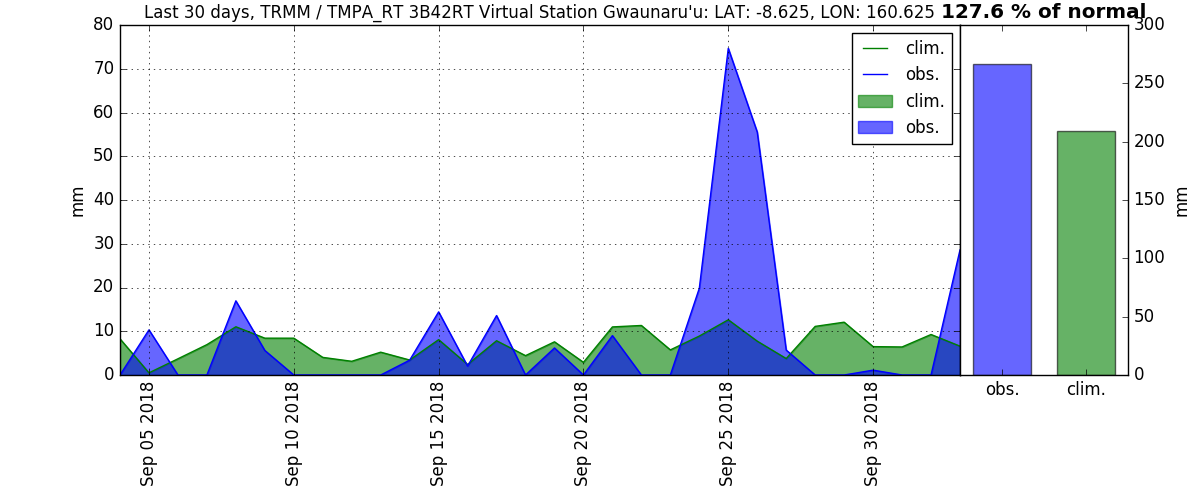 Last 30 days, TRMM / TMPA_RT 3B42RT Virtual Station Gwaunaru'u: LAT: -8.625, LON: 160.625 127.6 % of normal
80
70
60
50
40
30
20
10
0
mm
clim.
obs.
clim.
obs.
300
250
200
150
100
50
0
mm
Sep 05 2018
Sep 10 2018
Sep 15 2018
Sep 20 2018
Sep 25 2018
Sep 30 2018
obs. clim.